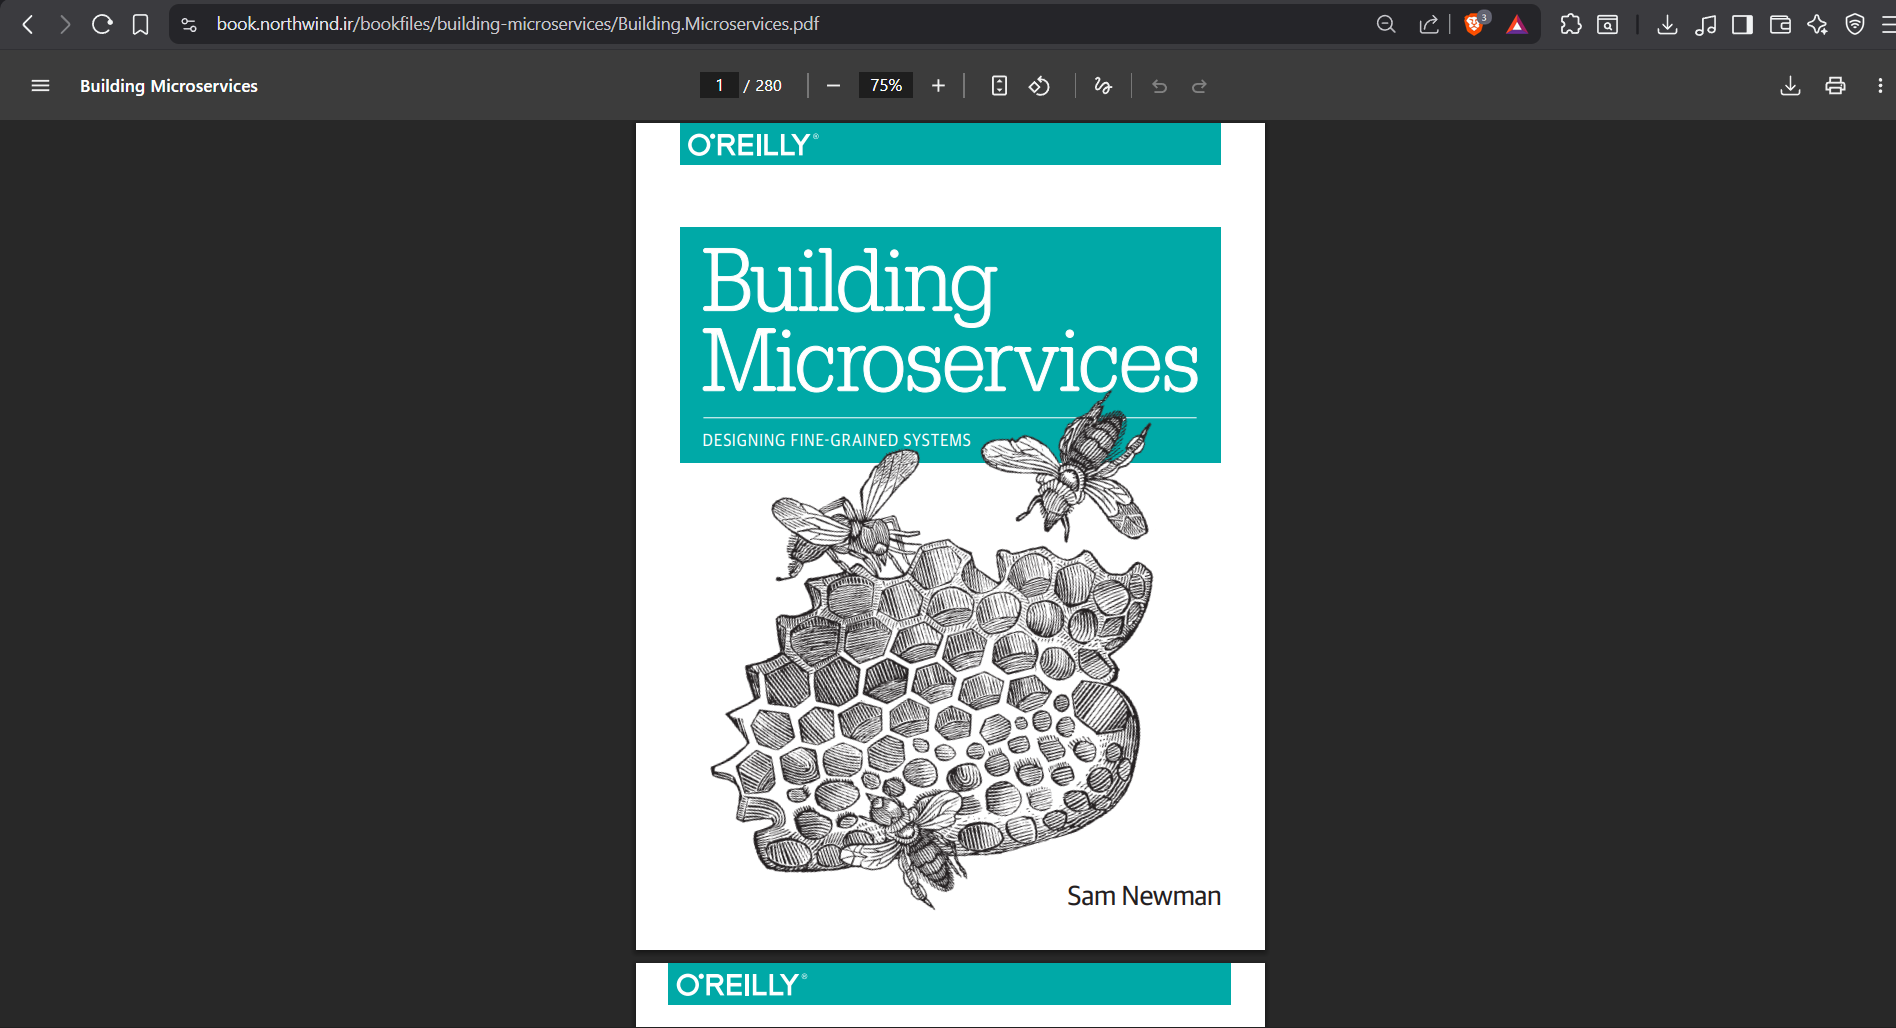 book.northwind.ir/bookfiles/building-microservices/Building.Microservices.pdf
3
Building Microservices
1 / 280
75%
O'REILLY®
Building
Microservices
DESIGNING FINE-GRAINED SYSTEMS
Sam Newman
O'REILLY®